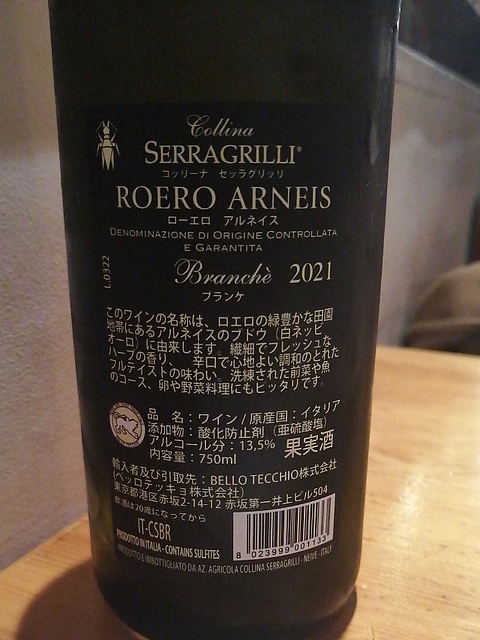 Collina
SERRAGRILLI®
コッリーナ セッラグリッリ
ROERO ARNEIS
ローエロ アルネイス
DENOMINAZIONE DI ORIGINE CONTROLLATA
E GARANTITA
L.0322
Branchè 2021
ブランケ
このワインの名称は、ロエロの緑豊かな田園
地帯にあるアルネイスのブドウ（白ネッビ
オーロ）に由来します。繊細でフレッシュな
ハーブの香り、 辛口で心地よい調和のとれた
フルテイストの味わい。洗練された前菜や魚
のコース、卵や野菜料理にもピッタリです。
品 名：ワイン / 原産国：イタリア
添加物：酸化防止剤（亜硫酸塩）
アルコール分：13,5% 果実酒
内容量：750ml
輸入者及び引取先：BELLO TECCHIO株式会社
(ベッロテッキョ株式会社)
東京都港区赤坂2-14-12 赤坂第一井上ビル504
飲酒は20歳になってから
IT-CSBR
PRODOTTO IN ITALIA - CONTAINS SULFITES
8 023999 001133
PRODOTTO E IMBOTTIGLIATO DA AZ. AGRICOLA COLLINA SERRAGRILLI - NEIVE - ITALY